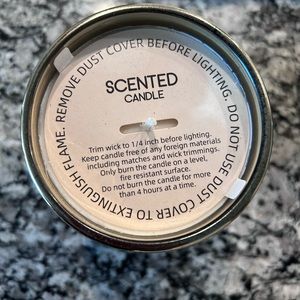 REMOVE DUST COVER BEFORE LIGHTING. DO NOT USE DUST COVER TO EXTINGUISH FLAME.
SCENTED
CANDLE
Trim wick to 1/4 inch before lighting.
Keep candle free of any foreign materials
including matches and wick trimmings.
Only burn the candle on a level,
fire resistant surface.
Do not burn the candle for more
than 4 hours at a time.